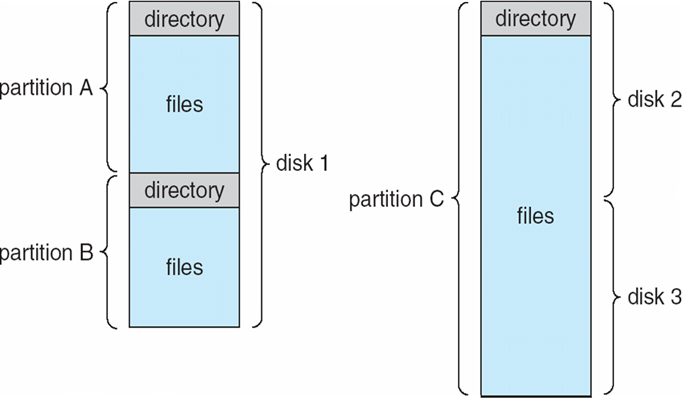 directory
partition A
files
disk 1
directory
partition B
files
directory
disk 2
partition C
files
disk 3